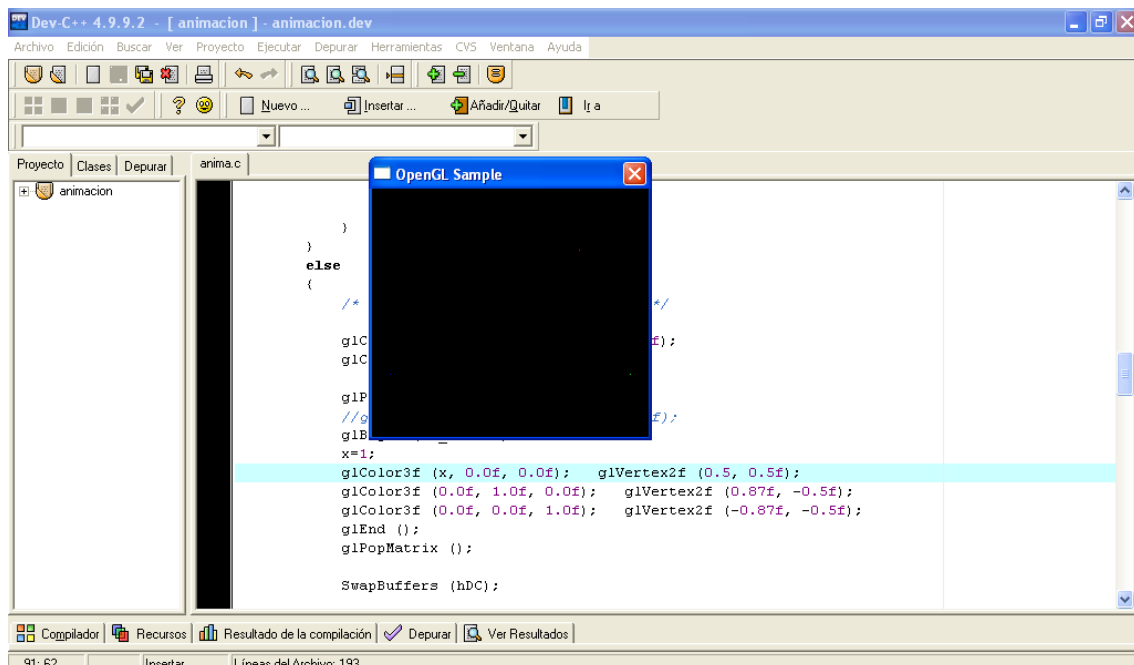 Dev-C++ 4.9.9.2 - [ animacion ] - animacion.dev
Archivo Edición Buscar Ver Proyecto Ejecutar Depurar Herramientas CVS Ventana Ayuda
Nuevo ... Insertar ... Añadir/Quitar Ir a
Proyecto Clases Depurar anima.c
OpenGL Sample
animacion
}
}
else
{
/* */
glC f);
glC
glP
//g f);
glB
x=1;
glColor3f (x, 0.0f, 0.0f); glVertex2f (0.5, 0.5f);
glColor3f (0.0f, 1.0f, 0.0f); glVertex2f (0.87f, -0.5f);
glColor3f (0.0f, 0.0f, 1.0f); glVertex2f (-0.87f, -0.5f);
glEnd ();
glPopMatrix ();
SwapBuffers (hDC);
Compilador Recursos Resultado de la compilación Depurar Ver Resultados
91: 62 Insertar Líneas del Archivo: 193